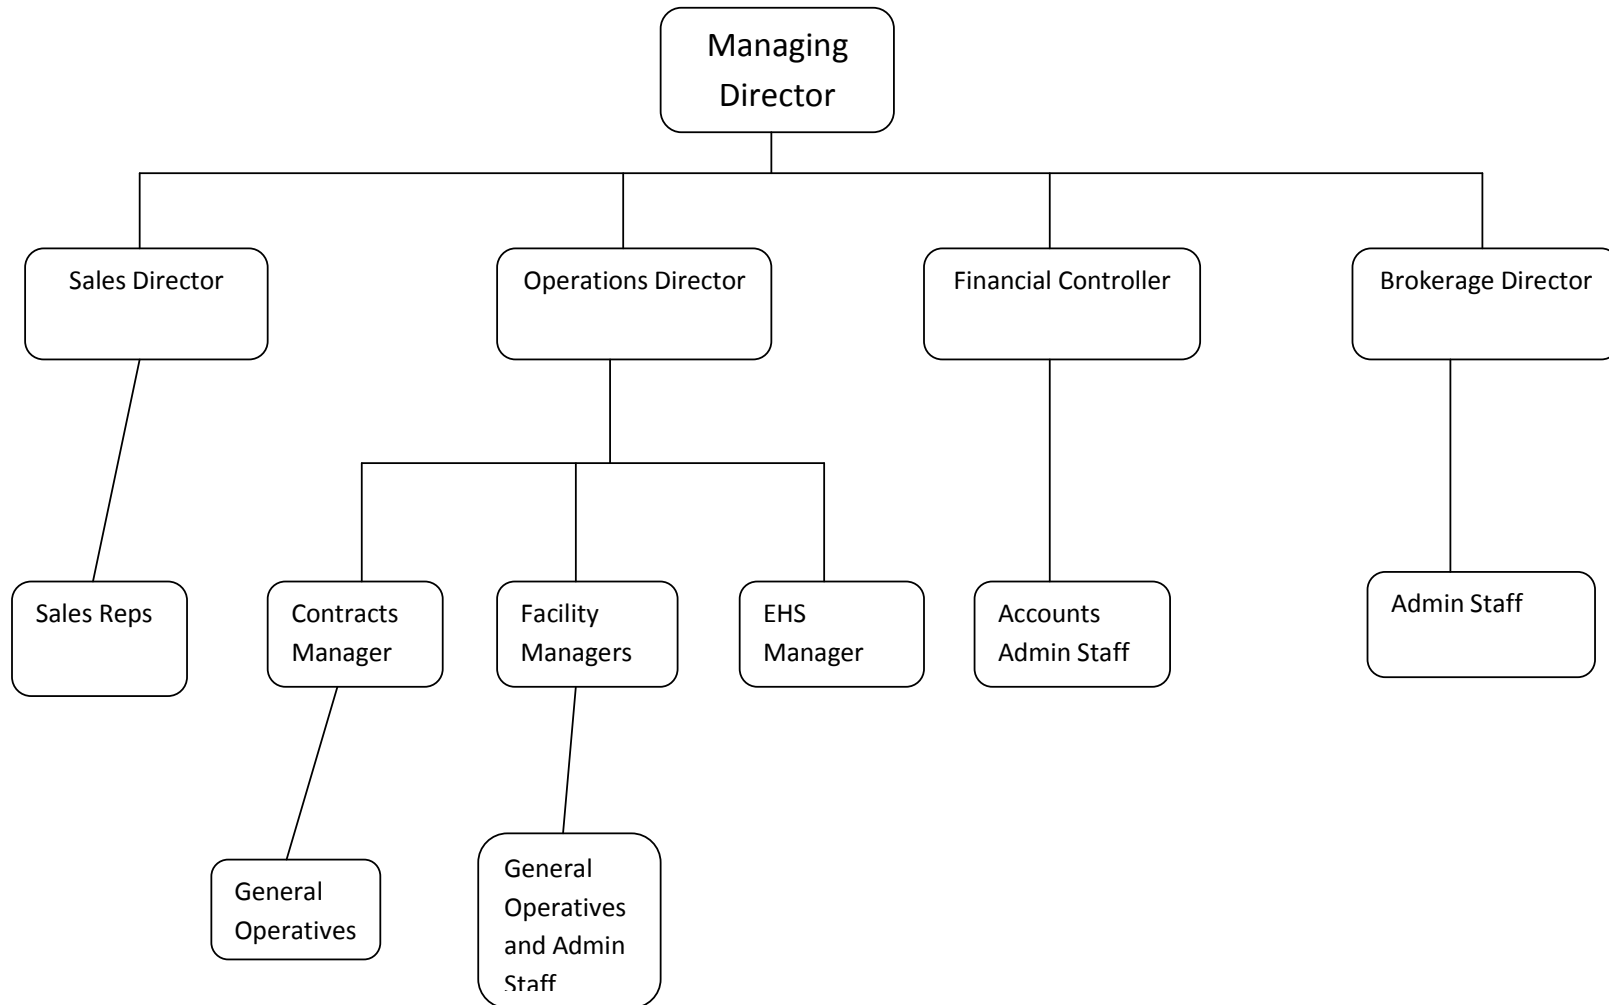 Managing
Director
Sales Director
Operations Director
Financial Controller
Brokerage Director
Sales Reps
Contracts
Manager
Facility
Managers
EHS
Manager
Accounts
Admin Staff
Admin Staff
General
Operatives
General
Operatives
and Admin
Staff